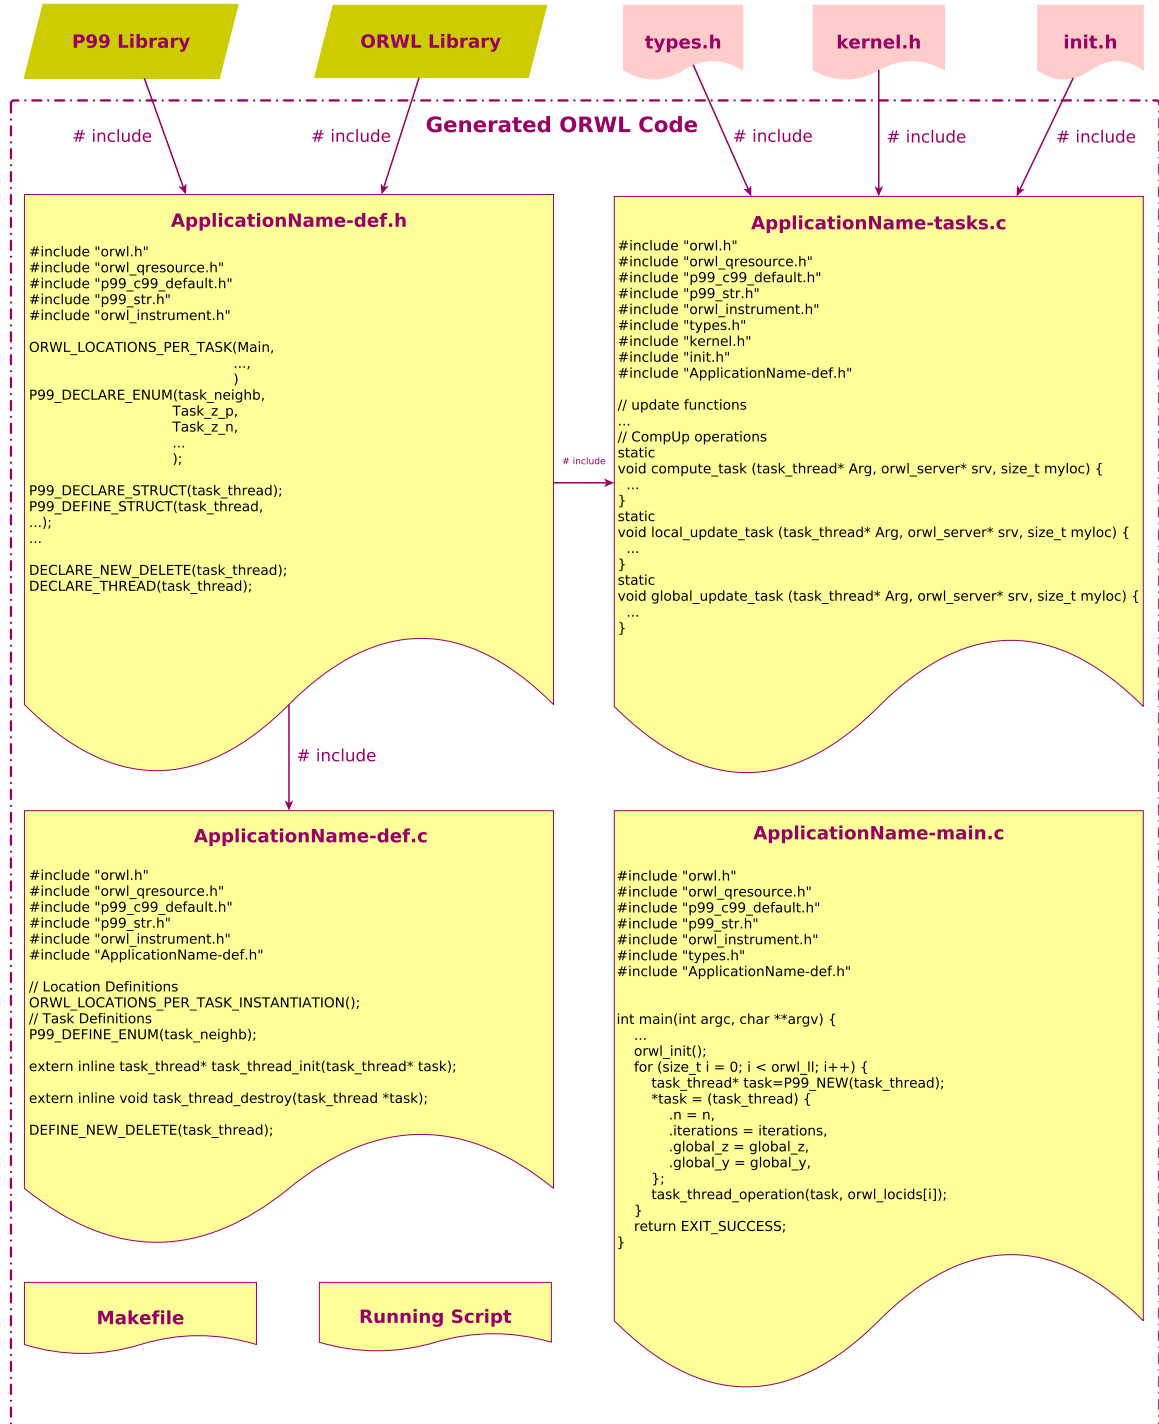 P99 Library
ORWL Library
types.h
kernel.h
init.h
# include
# include
Generated ORWL Code
# include
# include
# include
ApplicationName-def.h
#include "orwl.h"
#include "orwl_qresource.h"
#include "p99_c99_default.h"
#include "p99_str.h"
#include "orwl_instrument.h"
ORWL_LOCATIONS_PER_TASK(Main,
...,
)
P99_DECLARE_ENUM(task_neighb,
Task_z_p,
Task_z_n,
...
);
P99_DECLARE_STRUCT(task_thread);
P99_DEFINE_STRUCT(task_thread,
...);
...
DECLARE_NEW_DELETE(task_thread);
DECLARE_THREAD(task_thread);
# include
ApplicationName-tasks.c
#include "orwl.h"
#include "orwl_qresource.h"
#include "p99_c99_default.h"
#include "p99_str.h"
#include "orwl_instrument.h"
#include "types.h"
#include "kernel.h"
#include "init.h"
#include "ApplicationName-def.h"
// update functions
...
// CompUp operations
static
void compute_task (task_thread* Arg, orwl_server* srv, size_t myloc) {
...
}
static
void local_update_task (task_thread* Arg, orwl_server* srv, size_t myloc) {
...
}
static
void global_update_task (task_thread* Arg, orwl_server* srv, size_t myloc) {
...
}
# include
ApplicationName-def.c
#include "orwl.h"
#include "orwl_qresource.h"
#include "p99_c99_default.h"
#include "p99_str.h"
#include "orwl_instrument.h"
#include "ApplicationName-def.h"
// Location Definitions
ORWL_LOCATIONS_PER_TASK_INSTANTIATION();
// Task Definitions
P99_DEFINE_ENUM(task_neighb);
extern inline task_thread* task_thread_init(task_thread* task);
extern inline void task_thread_destroy(task_thread *task);
DEFINE_NEW_DELETE(task_thread);
ApplicationName-main.c
#include "orwl.h"
#include "orwl_qresource.h"
#include "p99_c99_default.h"
#include "p99_str.h"
#include "orwl_instrument.h"
#include "types.h"
#include "ApplicationName-def.h"
int main(int argc, char **argv) {
...
orwl_init();
for (size_t i = 0; i < orwl_ll; i++) {
task_thread* task=P99_NEW(task_thread);
*task = (task_thread) {
.n = n,
.iterations = iterations,
.global_z = global_z,
.global_y = global_y,
};
task_thread_operation(task, orwl_locids[i]);
}
return EXIT_SUCCESS;
}
Makefile
Running Script